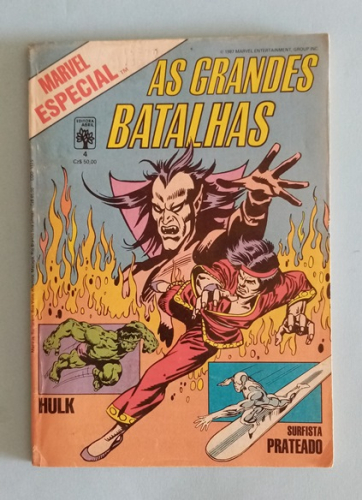 © 1987 MARVEL ENTERTAINMENT GROUP INC.
MARVEL
ESPECIAL
AS GRANDES
BATALHAS
EDITORA ABRIL
4
CZ$ 50,00
HULK
SURFISTA
PRATEADO